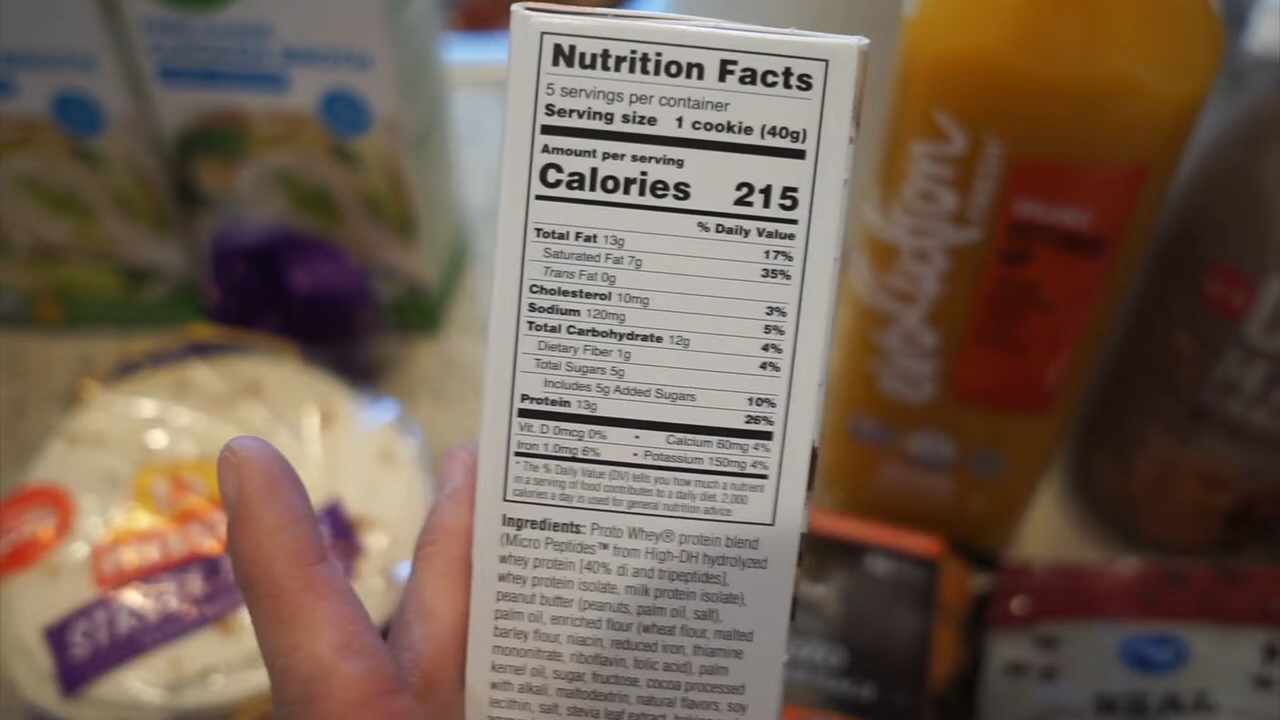 Nutrition Facts
5 servings per container
Serving size 1 cookie (40g)
Amount per serving
Calories 215
% Daily Value
Total Fat 13g 17%
Saturated Fat 7g 35%
Trans Fat 0g
Cholesterol 10mg 3%
Sodium 120mg 5%
Total Carbohydrate 12g 4%
Dietary Fiber 1g 4%
Total Sugars 5g
Includes 5g Added Sugars 10%
Protein 13g 26%
Vit. D 0mcg 0% • Calcium 60mg 4%
Iron 1.0mg 6% • Potassium 150mg 4%
* The % Daily Value (DV) tells you how much a nutrient
in a serving of food contributes to a daily diet. 2,000
calories a day is used for general nutrition advice.
Ingredients: Proto Whey® protein blend
(Micro Peptides™ from High-DH hydrolyzed
whey protein [40% di and tripeptides],
whey protein isolate, milk protein isolate),
peanut butter (peanuts, palm oil, salt),
palm oil, enriched flour (wheat flour, malted
barley flour, niacin, reduced iron, thiamine
mononitrate, riboflavin, folic acid), palm
kernel oil, sugar, fructose, cocoa processed
with alkali, maltodextrin, natural flavors, soy
lecithin, salt, stevia leaf extract,